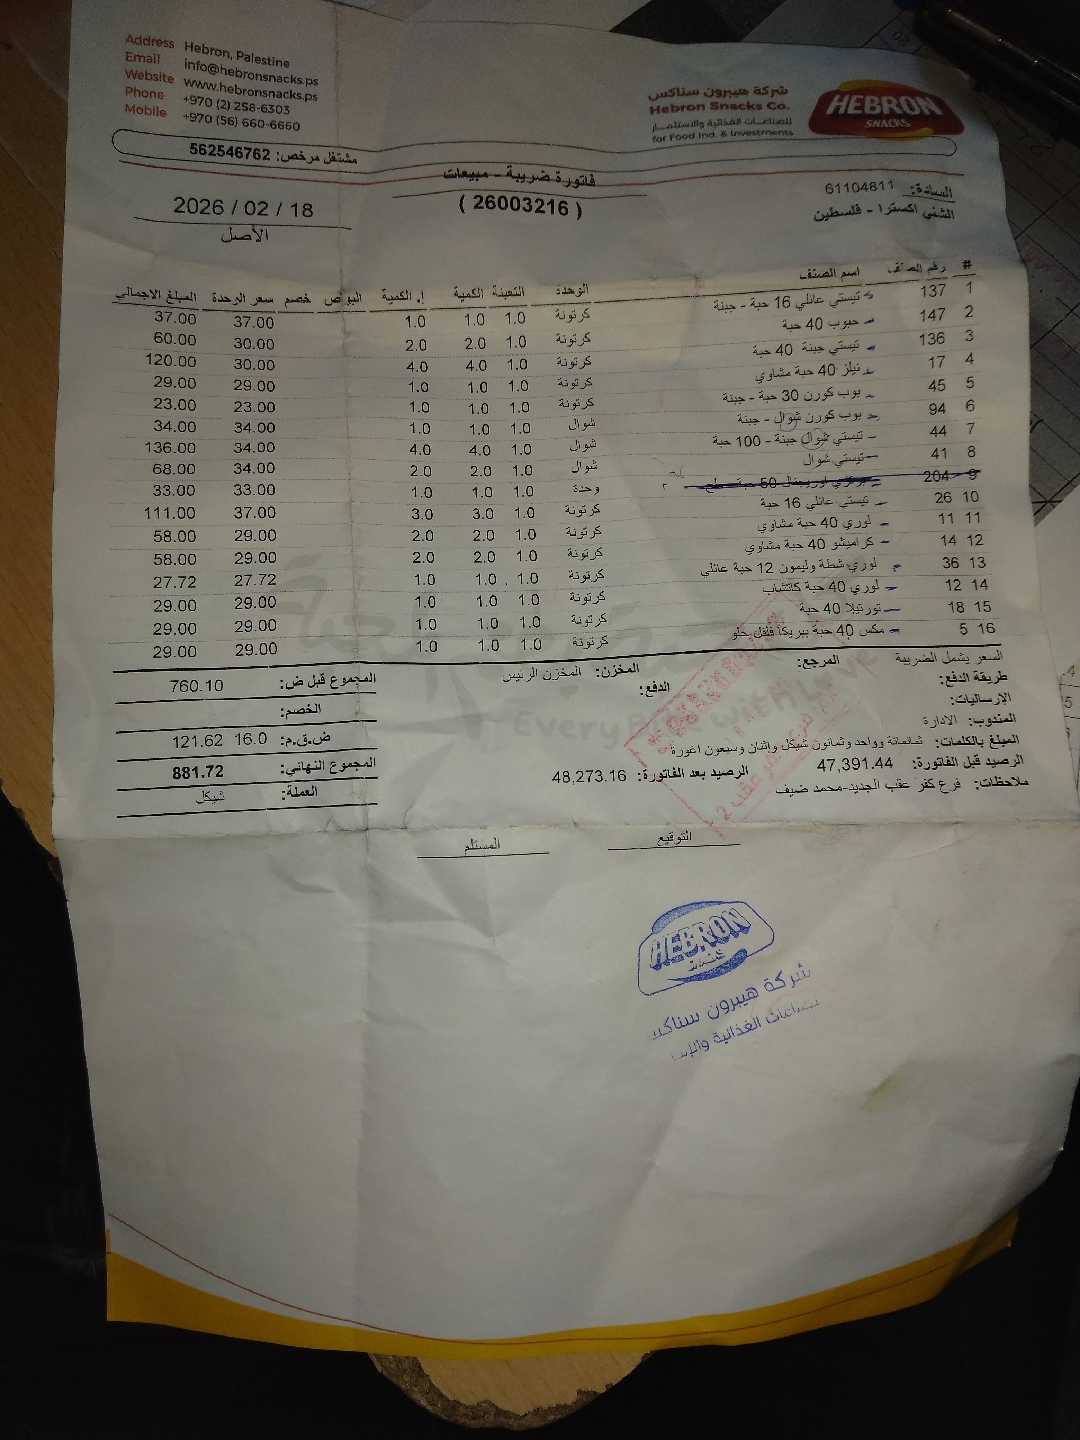 Address Hebron, Palestine
Email info@hebronsnacks.ps
Website www.hebronsnacks.ps
Phone +970 (2) 258-6303
Mobile +970 (56) 660-6660
شركة هيبرون سناكس
Hebron Snacks Co.
للصناعات الغذائية والاستثمار
for Food Ind. & Investments
HEBRON
SNACKS
مشتغل مرخص: 562546762
فاتورة ضريبة - مبيعات
( 26003216 )
السادة: 61104811
الشني اكسترا - فلسطين
2026 / 02 / 18
الأصل
# رقم الصنف اسم الصنف الوحدة التعبئة الكمية إ. الكمية البونص خصم سعر الوحدة المبلغ الاجمالي
1 137 تيستي عائلي 16 حبة - جبنة كرتونة 1.0 1.0 1.0 37.00 37.00
2 147 حبوب 40 حبة كرتونة 1.0 2.0 2.0 30.00 60.00
3 136 تيستي جبنة 40 حبة كرتونة 1.0 4.0 4.0 30.00 120.00
4 17 نيلز 40 حبة مشاوي كرتونة 1.0 1.0 1.0 29.00 29.00
5 45 بوب كورن 30 حبة - جبنة كرتونة 1.0 1.0 1.0 23.00 23.00
6 94 بوب كورن شوال - جبنة شوال 1.0 1.0 1.0 34.00 34.00
7 44 تيستي شوال جبنة - 100 حبة شوال 1.0 4.0 4.0 34.00 136.00
8 41 تيستي شوال شوال 1.0 2.0 2.0 34.00 68.00
9 204 اوريجينال 50 حبة وحدة 1.0 1.0 1.0 33.00 33.00
10 26 تيستي عائلي 16 حبة كرتونة 1.0 3.0 3.0 37.00 111.00
11 11 لوري 40 حبة مشاوي كرتونة 1.0 2.0 2.0 29.00 58.00
12 14 كراميشو 40 حبة مشاوي كرتونة 1.0 2.0 2.0 29.00 58.00
13 36 لوري شطة وليمون 12 حبة عائلي كرتونة 1.0 1.0 1.0 27.72 27.72
14 12 لوري 40 حبة كاتشاب كرتونة 1.0 1.0 1.0 29.00 29.00
15 18 تورتيلا 40 حبة كرتونة 1.0 1.0 1.0 29.00 29.00
16 5 مكس 40 حبة بيبريكا فلفل حلو كرتونة 1.0 1.0 1.0 29.00 29.00
السعر يشمل الضريبة المرجع: المخزن: المخزن الرئيس المجموع قبل ض: 760.10
طريقة الدفع: الدفع:
الإرساليات: الخصم:
المندوب: الادارة ض.ق.م: 16.0 121.62
المبلغ بالكلمات: ثمانمائة وواحد وثمانون شيكل وإثنان وسبعون اغورة
الرصيد قبل الفاتورة: 47,391.44 الرصيد بعد الفاتورة: 48,273.16 المجموع النهائي: 881.72
ملاحظات: فرع كفر عقب الجديد-محمد ضيف العملة: شيكل
التوقيع المستلم
HEBRON
شركة هيبرون سناكس